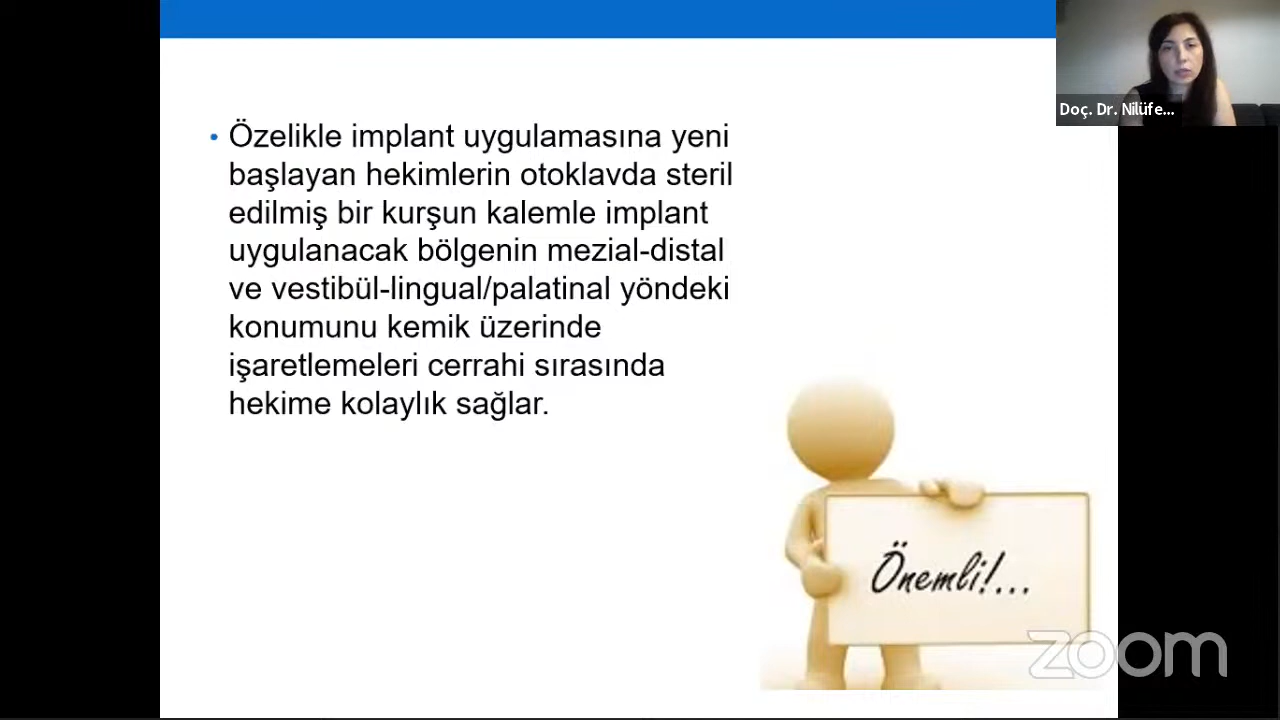 Doç. Dr. Nilüfe...
• Özelikle implant uygulamasına yeni
başlayan hekimlerin otoklavda steril
edilmiş bir kurşun kalemle implant
uygulanacak bölgenin mezial-distal
ve vestibül-lingual/palatinal yöndeki
konumunu kemik üzerinde
işaretlemeleri cerrahi sırasında
hekime kolaylık sağlar.
Önemli!...
zoom